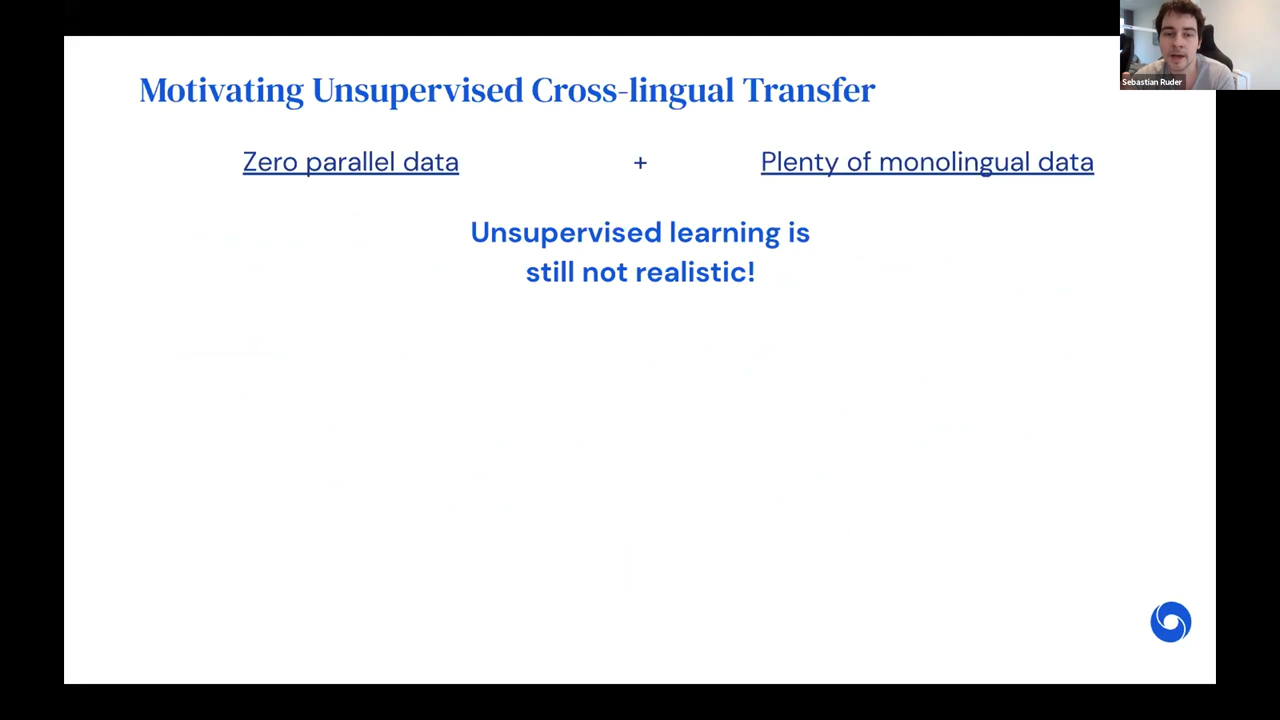 Sebastian Ruder
Motivating Unsupervised Cross-lingual Transfer
Zero parallel data + Plenty of monolingual data
Unsupervised learning is
still not realistic!